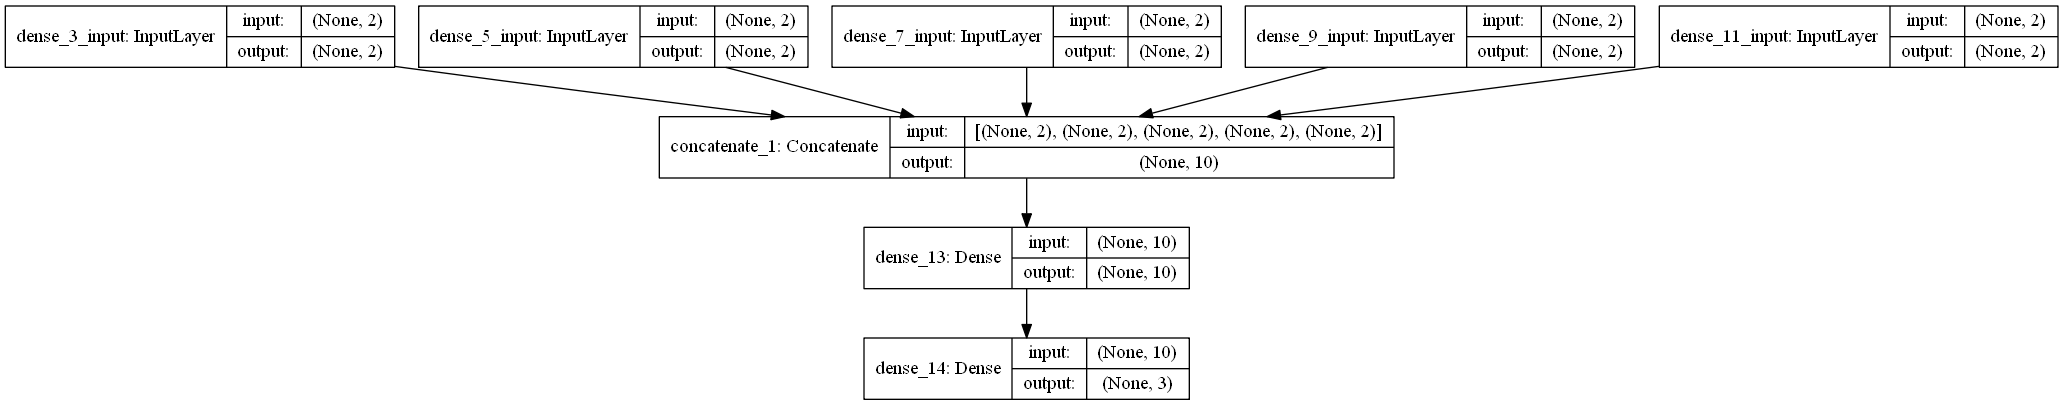 dense_3_input: InputLayer input: (None, 2) output: (None, 2)
dense_5_input: InputLayer input: (None, 2) output: (None, 2)
dense_7_input: InputLayer input: (None, 2) output: (None, 2)
dense_9_input: InputLayer input: (None, 2) output: (None, 2)
dense_11_input: InputLayer input: (None, 2) output: (None, 2)
concatenate_1: Concatenate input: [(None, 2), (None, 2), (None, 2), (None, 2), (None, 2)] output: (None, 10)
dense_13: Dense input: (None, 10) output: (None, 10)
dense_14: Dense input: (None, 10) output: (None, 3)